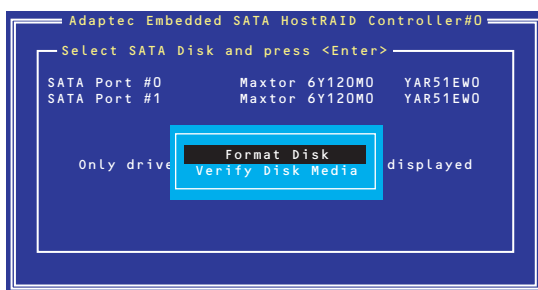 Adaptec Embedded SATA HostRAID Controller#0
Select SATA Disk and press <Enter>
SATA Port #0 Maxtor 6Y120M0 YAR51EW0
SATA Port #1 Maxtor 6Y120M0 YAR51EW0
Format Disk
Only drive displayed
Verify Disk Media